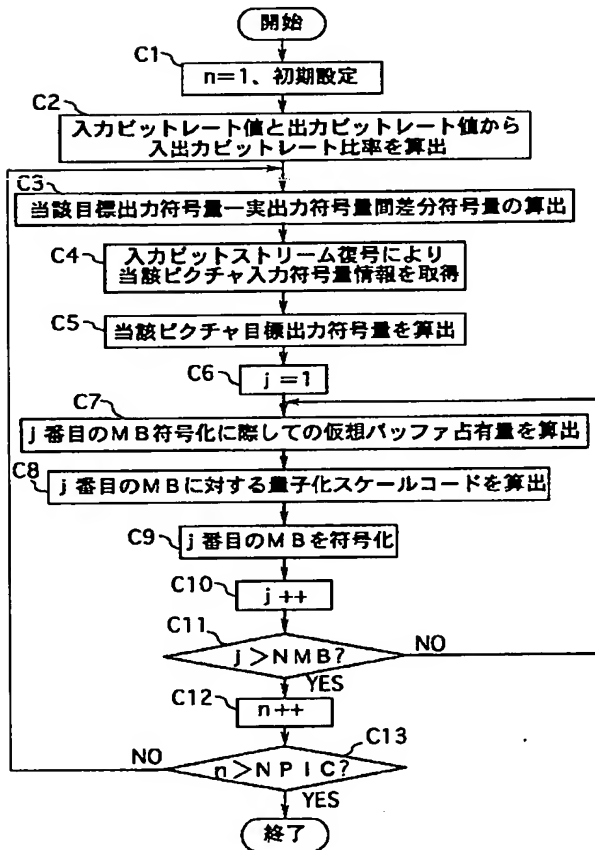 開始
C1
n=1、初期設定
C2
入力ビットレート値と出力ビットレート値から
入出力ビットレート比率を算出
C3
当該目標出力符号量ー実出力符号量間差分符号量の算出
C4
入力ビットストリーム復号により
当該ピクチャ入力符号量情報を取得
C5
当該ピクチャ目標出力符号量を算出
C6
j=1
C7
j番目のMB符号化に際しての仮想バッファ占有量を算出
C8
j番目のMBに対する量子化スケールコードを算出
C9
j番目のMBを符号化
C10
j++
C11
j>NMB?
NO
YES
C12
n++
C13
NO
n>NPIC?
YES
終了